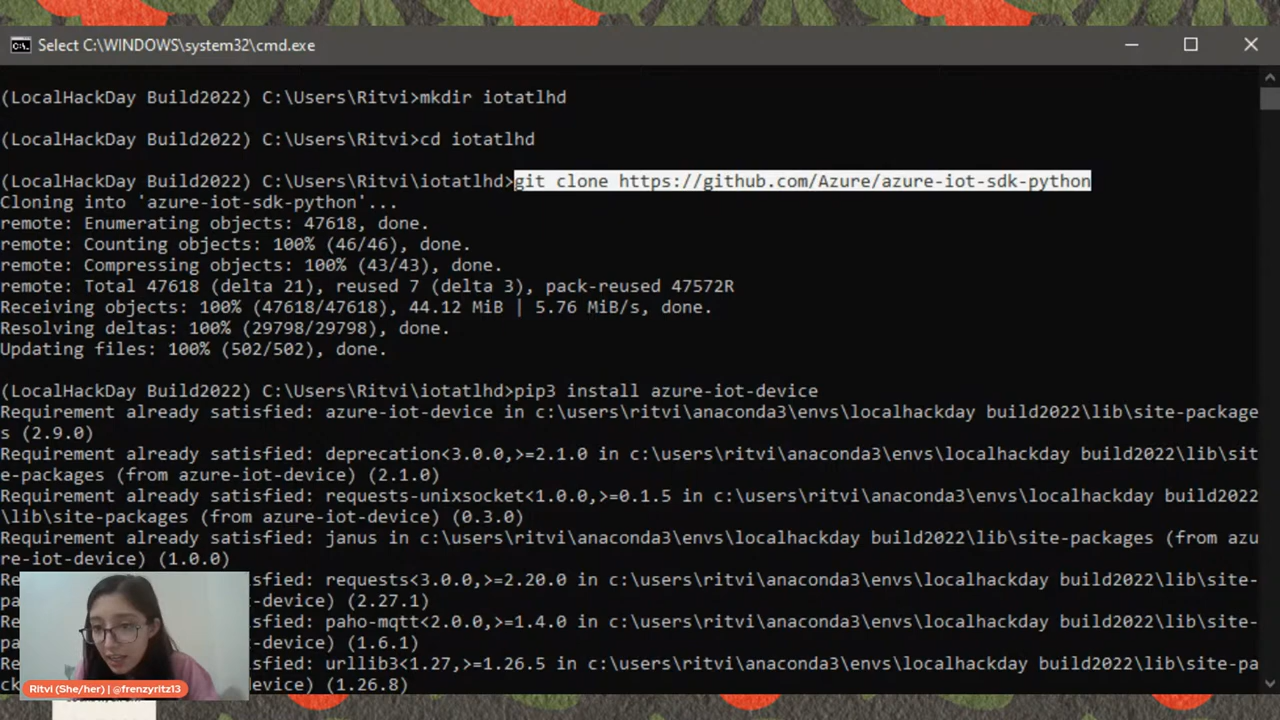 Select C:\WINDOWS\system32\cmd.exe
(LocalHackDay Build2022) C:\Users\Ritvi>mkdir iotatlhd
(LocalHackDay Build2022) C:\Users\Ritvi>cd iotatlhd
(LocalHackDay Build2022) C:\Users\Ritvi\iotatlhd>git clone https://github.com/Azure/azure-iot-sdk-python
Cloning into 'azure-iot-sdk-python'...
remote: Enumerating objects: 47618, done.
remote: Counting objects: 100% (46/46), done.
remote: Compressing objects: 100% (43/43), done.
remote: Total 47618 (delta 21), reused 7 (delta 3), pack-reused 47572R
Receiving objects: 100% (47618/47618), 44.12 MiB | 5.76 MiB/s, done.
Resolving deltas: 100% (29798/29798), done.
Updating files: 100% (502/502), done.
(LocalHackDay Build2022) C:\Users\Ritvi\iotatlhd>pip3 install azure-iot-device
Requirement already satisfied: azure-iot-device in c:\users\ritvi\anaconda3\envs\localhackday build2022\lib\site-package
s (2.9.0)
Requirement already satisfied: deprecation<3.0.0,>=2.1.0 in c:\users\ritvi\anaconda3\envs\localhackday build2022\lib\sit
e-packages (from azure-iot-device) (2.1.0)
Requirement already satisfied: requests-unixsocket<1.0.0,>=0.1.5 in c:\users\ritvi\anaconda3\envs\localhackday build2022
\lib\site-packages (from azure-iot-device) (0.3.0)
Requirement already satisfied: janus in c:\users\ritvi\anaconda3\envs\localhackday build2022\lib\site-packages (from azu
re-iot-device) (1.0.0)
Re sfied: requests<3.0.0,>=2.20.0 in c:\users\ritvi\anaconda3\envs\localhackday build2022\lib\site-
pa -device) (2.27.1)
Re sfied: paho-mqtt<2.0.0,>=1.4.0 in c:\users\ritvi\anaconda3\envs\localhackday build2022\lib\site-
pa -device) (1.6.1)
Re sfied: urllib3<1.27,>=1.26.5 in c:\users\ritvi\anaconda3\envs\localhackday build2022\lib\site-pa
ck evice) (1.26.8)
Ritvi (She/her) | @frenzyritz13